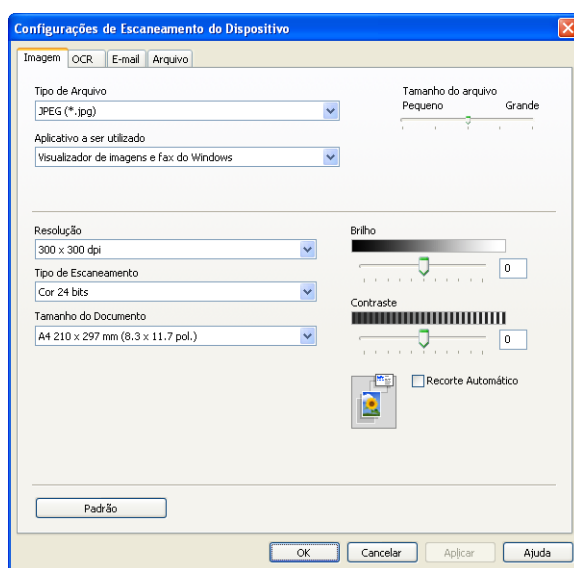 Configurações de Escaneamento do Dispositivo
Imagem OCR E-mail Arquivo
Tipo de Arquivo
JPEG (*.jpg)
Aplicativo a ser utilizado
Visualizador de imagens e fax do Windows
Tamanho do arquivo
Pequeno Grande
Resolução
300 x 300 dpi
Tipo de Escaneamento
Cor 24 bits
Tamanho do Documento
A4 210 x 297 mm (8.3 x 11.7 pol.)
Brilho
0
Contraste
0
Recorte Automático
Padrão
OK Cancelar Aplicar Ajuda